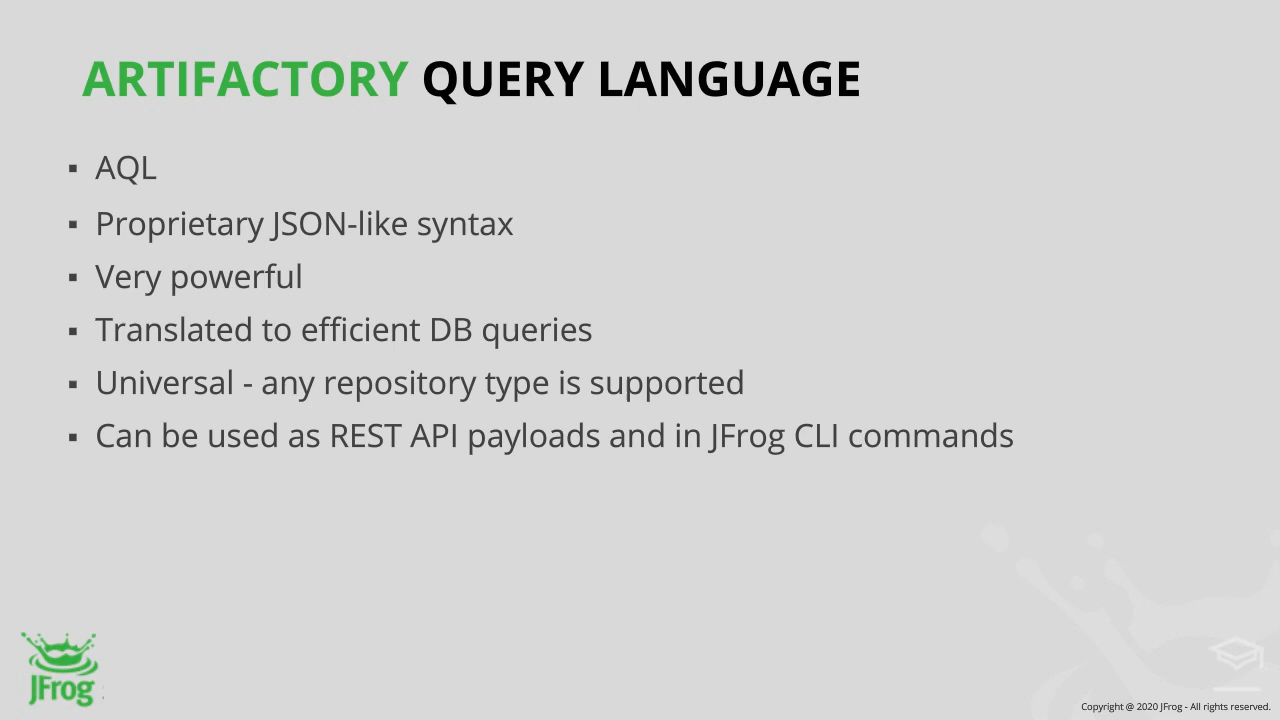 ARTIFACTORY QUERY LANGUAGE
▪ AQL
▪ Proprietary JSON-like syntax
▪ Very powerful
▪ Translated to efficient DB queries
▪ Universal - any repository type is supported
▪ Can be used as REST API payloads and in JFrog CLI commands
JFrog
Copyright @ 2020 JFrog - All rights reserved.